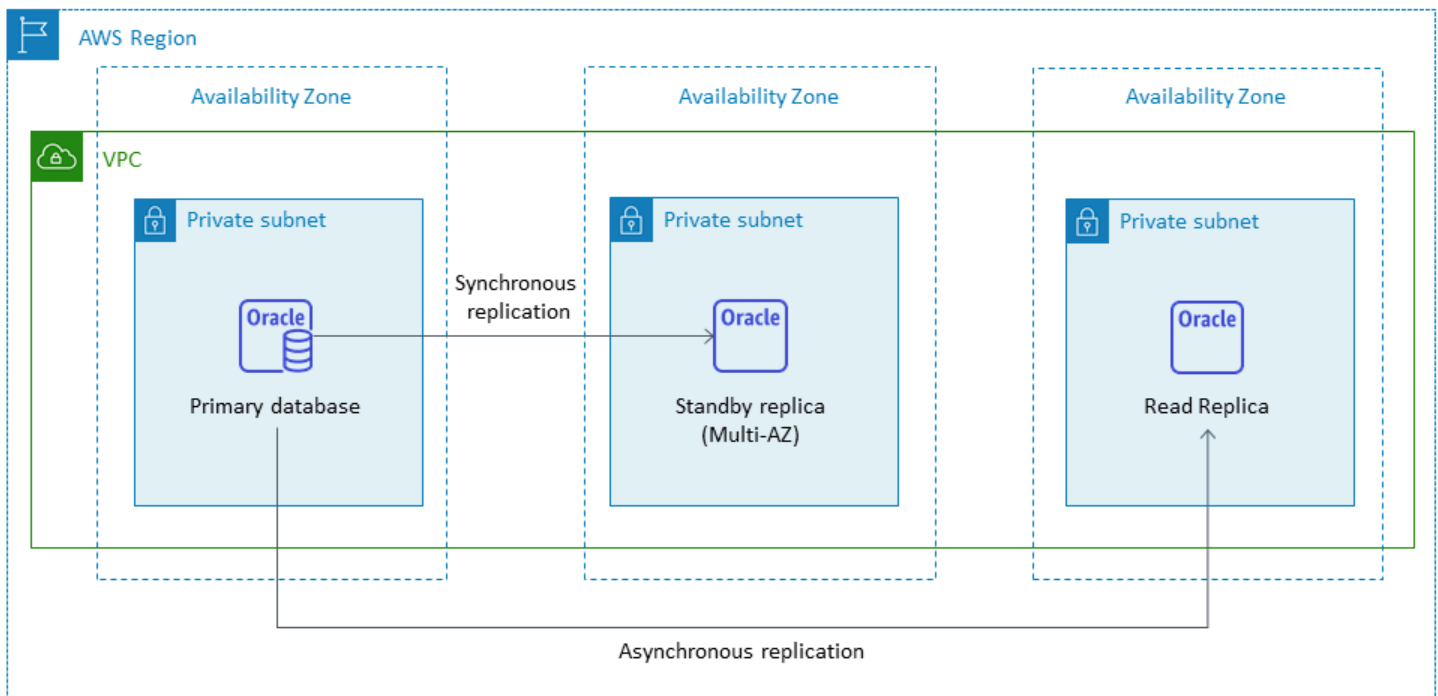 AWS Region
Availability Zone
Availability Zone
Availability Zone
VPC
Private subnet
Private subnet
Private subnet
Synchronous
replication
Oracle
Oracle
Oracle
Primary database
Standby replica
(Multi-AZ)
Read Replica
Asynchronous replication